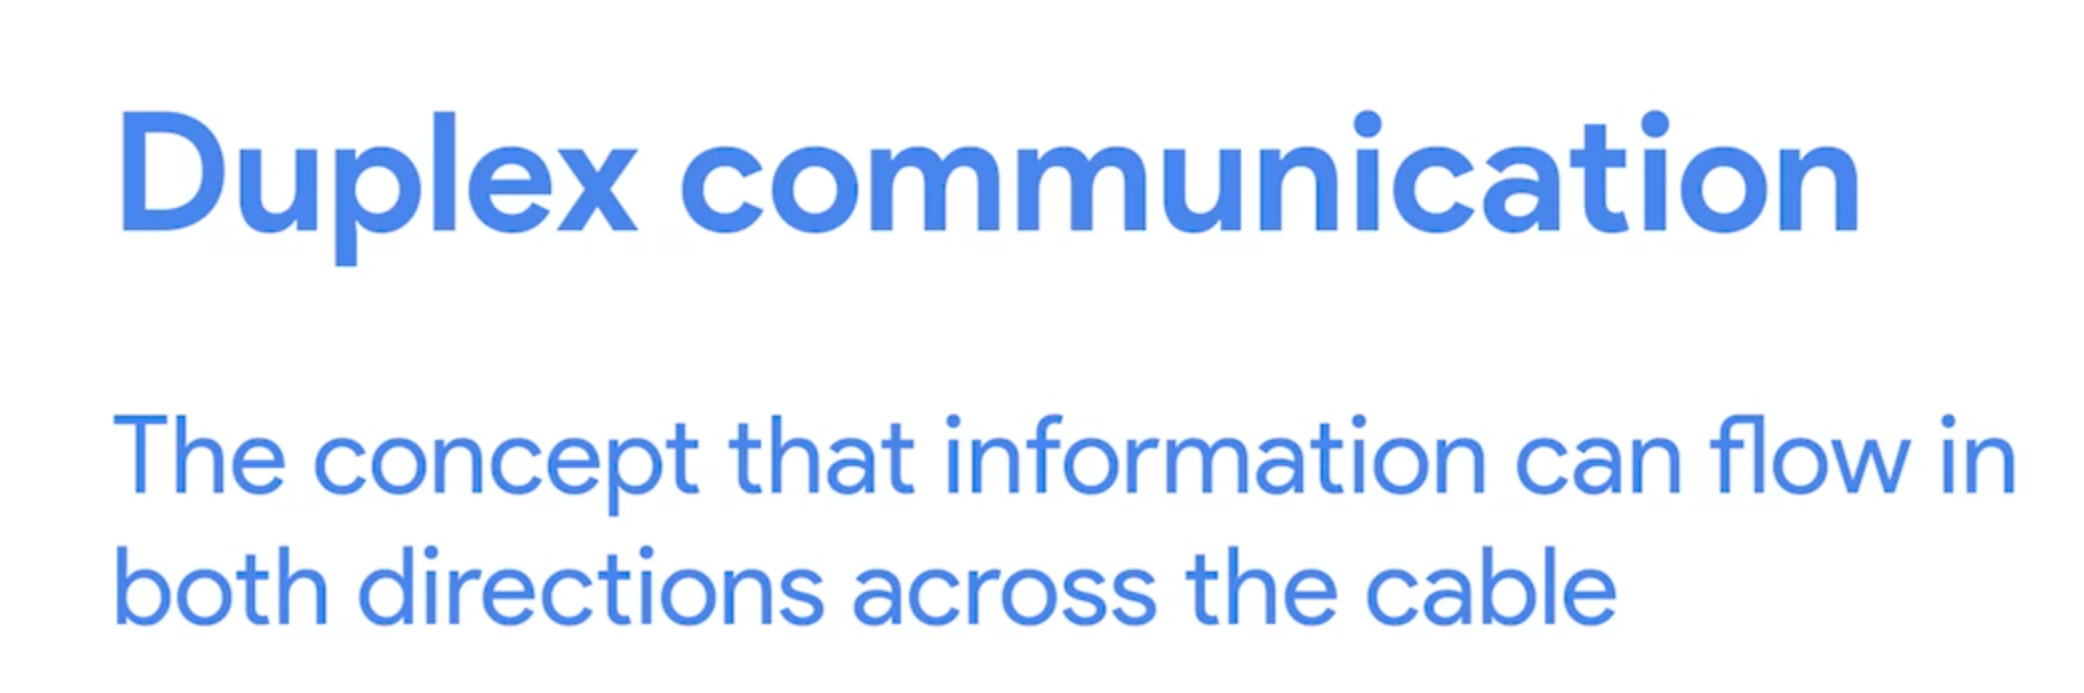 Duplex communication
The concept that information can flow in
both directions across the cable